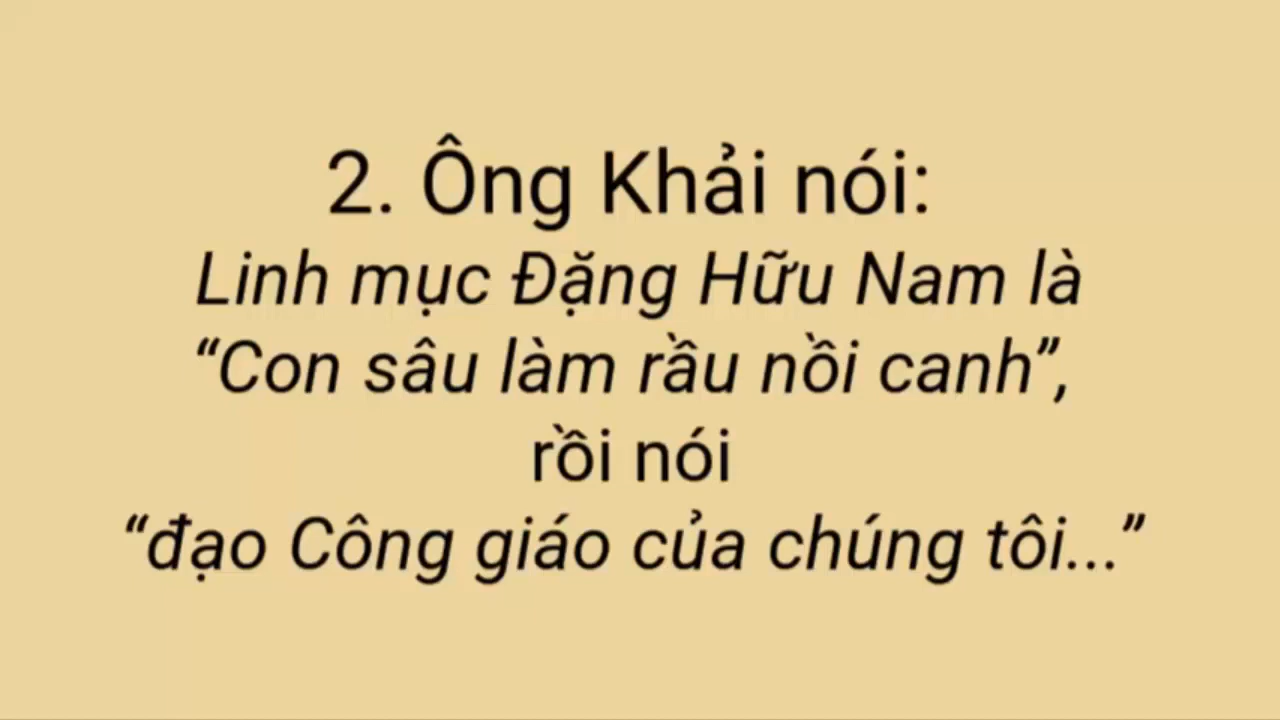 2. Ông Khải nói:
Linh mục Đặng Hữu Nam là
“Con sâu làm rầu nồi canh”,
rồi nói
“đạo Công giáo của chúng tôi...”